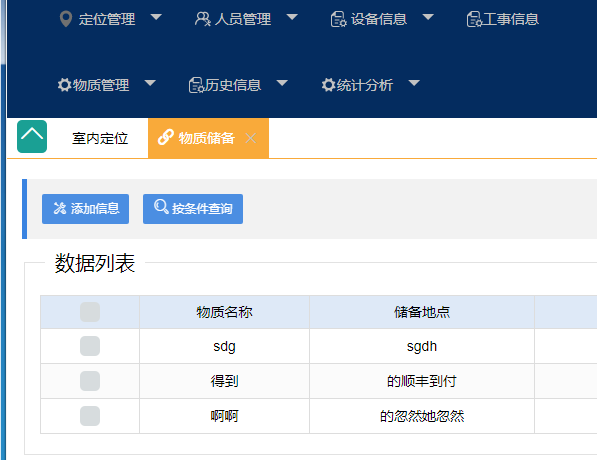 定位管理 人员管理 设备信息 工事信息
物质管理 历史信息 统计分析
室内定位 物质储备
添加信息 按条件查询
数据列表
物质名称 储备地点
sdg sgdh
得到 的顺丰到付
啊啊 的忽然她忽然